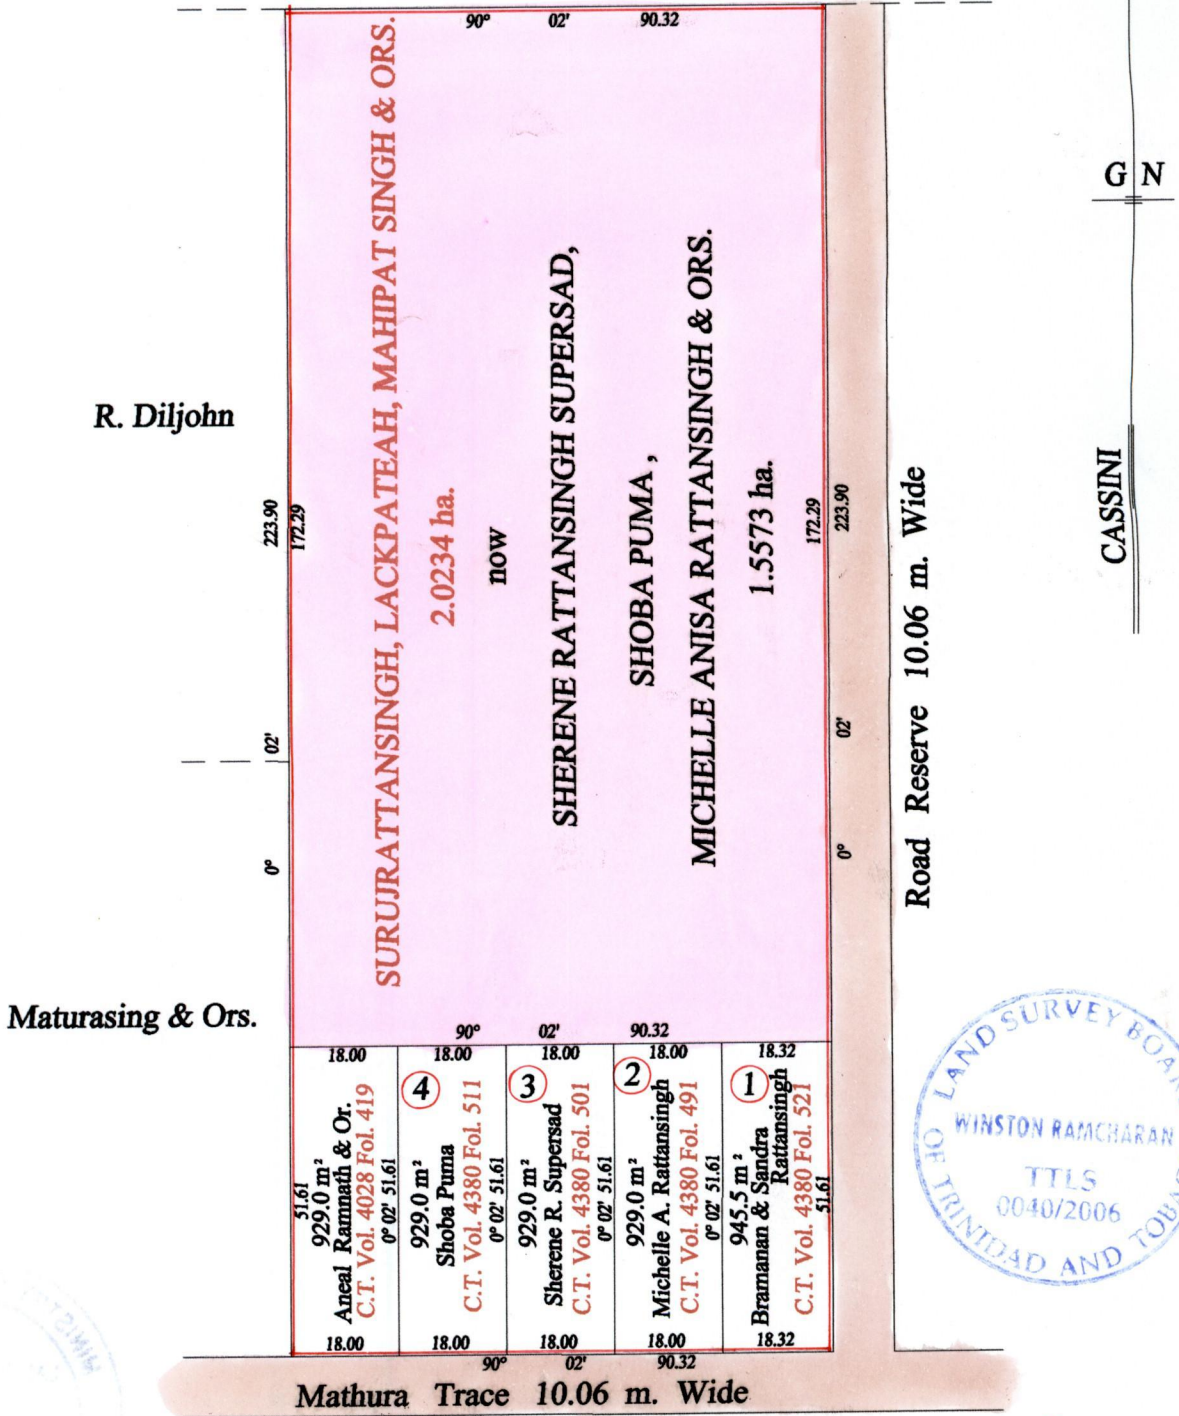 90° 02' 90.32
SURUJRATTANSINGH, LACKPATEAH, MAHIPAT SINGH & ORS.
2.0234 ha.
now
SHERENE RATTANSINGH SUPERSAD,
SHOBA PUMA ,
MICHELLE ANISA RATTANSINGH & ORS.
1.5573 ha.
G N
CASSINI
R. Diljohn
0° 02' 223.90
172.29
172.29
0° 02' 223.90
Road Reserve 10.06 m. Wide
Maturasing & Ors.
90° 02' 90.32
18.00 18.00 18.00 18.00 18.32
51.61
929.0 m²
Aneal Ramnath & Or.
C.T. Vol. 4028 Fol. 419
0° 02' 51.61
4
929.0 m²
Shoba Puma
C.T. Vol. 4380 Fol. 511
0° 02' 51.61
3
929.0 m²
Sherene R. Supersad
C.T. Vol. 4380 Fol. 501
0° 02' 51.61
2
929.0 m²
Michelle A. Rattansingh
C.T. Vol. 4380 Fol. 491
0° 02' 51.61
1
945.5 m²
Bramanan & Sandra
Rattansingh
C.T. Vol. 4380 Fol. 521
51.61
18.00 18.00 18.00 18.00 18.32
90° 02' 90.32
Mathura Trace 10.06 m. Wide
LAND SURVEY
OF TRINIDAD AND
WINSTON RAMCHARAN
TTLS
0040/2006